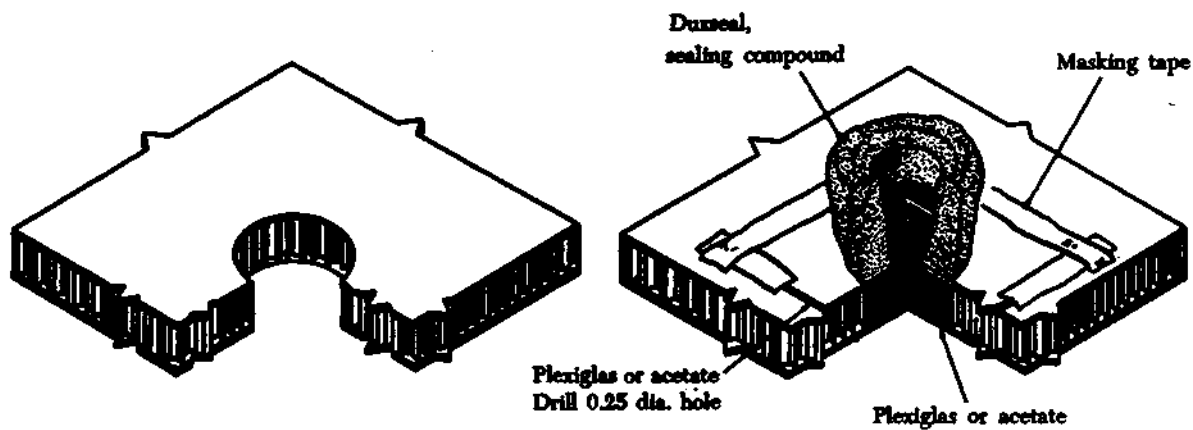 Duxseal,
sealing compound
Masking tape
Plexiglas or acetate
Drill 0.25 dia. hole
Plexiglas or acetate